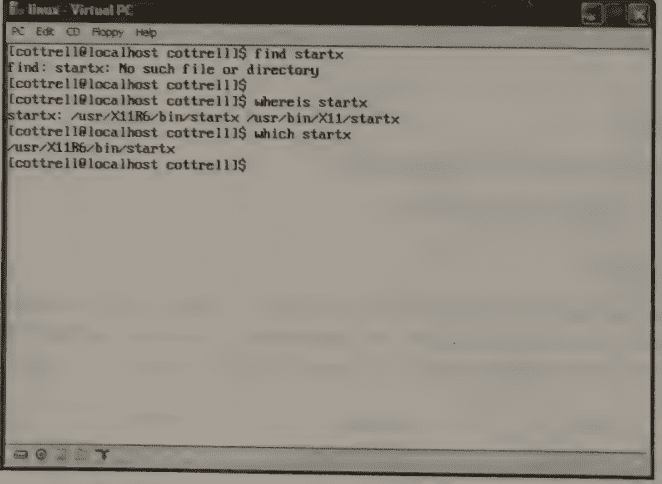 linux - Virtual PC
PC Edit CD Floppy Help
[cottrell@localhost cottrell]$ find startx
find: startx: No such file or directory
[cottrell@localhost cottrell]$
[cottrell@localhost cottrell]$ whereis startx
startx: /usr/X11R6/bin/startx /usr/bin/X11/startx
[cottrell@localhost cottrell]$ which startx
/usr/X11R6/bin/startx
[cottrell@localhost cottrell]$